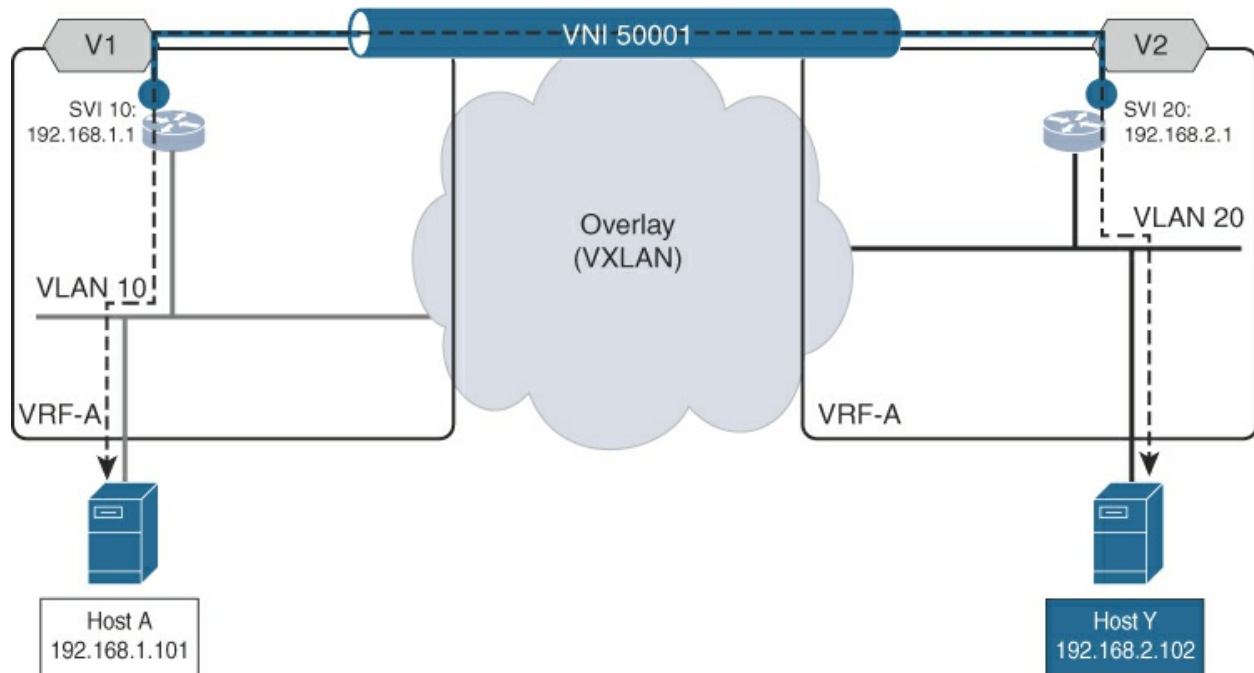 V1
VNI 50001
V2
SVI 10:
192.168.1.1
SVI 20:
192.168.2.1
Overlay
(VXLAN)
VLAN 20
VLAN 10
VRF-A
VRF-A
Host A
192.168.1.101
Host Y
192.168.2.102